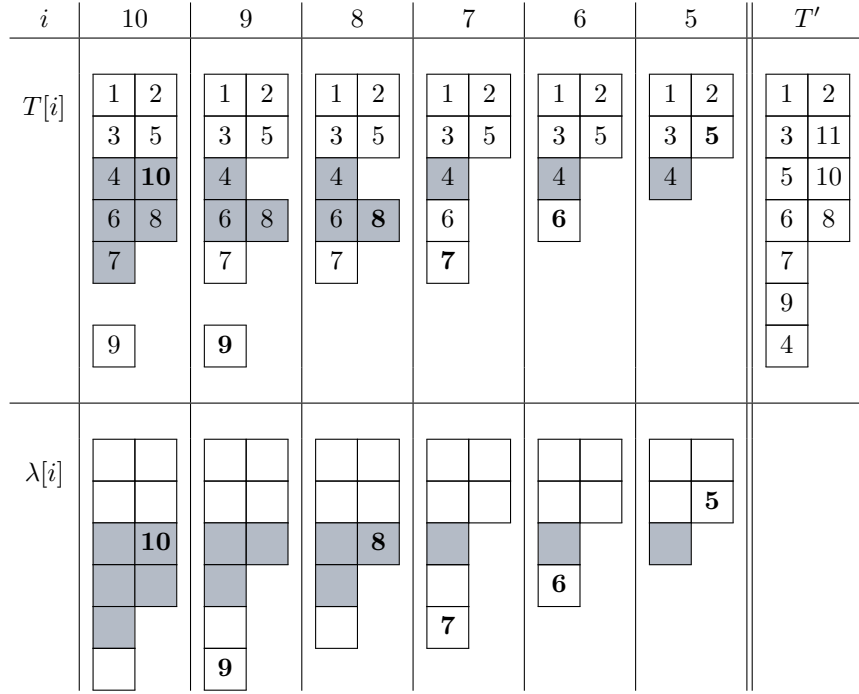 i 10 9 8 7 6 5 T′
1 2 1 2 1 2 1 2 1 2 1 2 1 2
T[i] 3 5 3 5 3 5 3 5 3 5 3 5 3 11
4 10 4 4 4 4 4 5 10
6 8 6 8 6 8 6 6 6 8
7 7 7 7 7
9
9 9 4
λ[i] 5
10 8
6
7
9